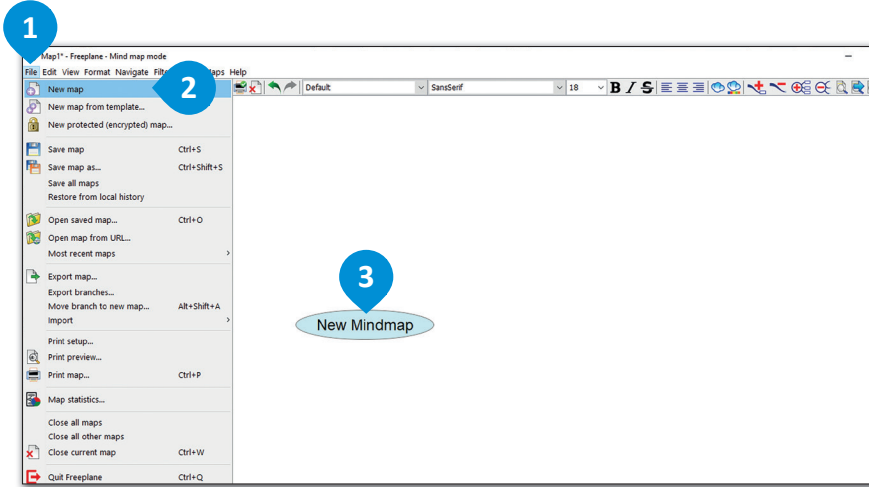 1
Map1* - Freeplane - Mind map mode
File Edit View Format Navigate Maps Help
2
New map
Default SansSerif 18 B I S
New map from template...
New protected (encrypted) map...
Save map Ctrl+S
Save map as... Ctrl+Shift+S
Save all maps
Restore from local history
Open saved map... Ctrl+O
Open map from URL...
Most recent maps
Export map...
Export branches...
Move branch to new map... Alt+Shift+A
Import
3
New Mindmap
Print setup...
Print preview...
Print map... Ctrl+P
Map statistics...
Close all maps
Close all other maps
Close current map Ctrl+W
Quit Freeplane Ctrl+Q